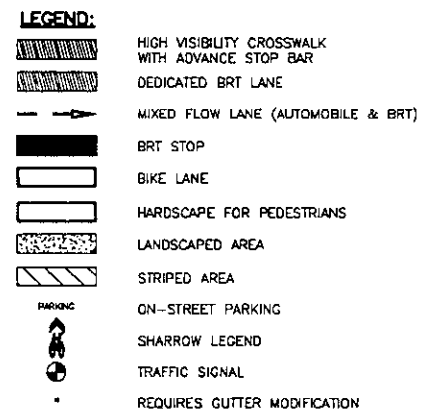 LEGEND:
HIGH VISIBILITY CROSSWALK
WITH ADVANCE STOP BAR
DEDICATED BRT LANE
MIXED FLOW LANE (AUTOMOBILE & BRT)
BRT STOP
BIKE LANE
HARDSCAPE FOR PEDESTRIANS
LANDSCAPED AREA
STRIPED AREA
PARKING ON-STREET PARKING
SHARROW LEGEND
TRAFFIC SIGNAL
* REQUIRES GUTTER MODIFICATION